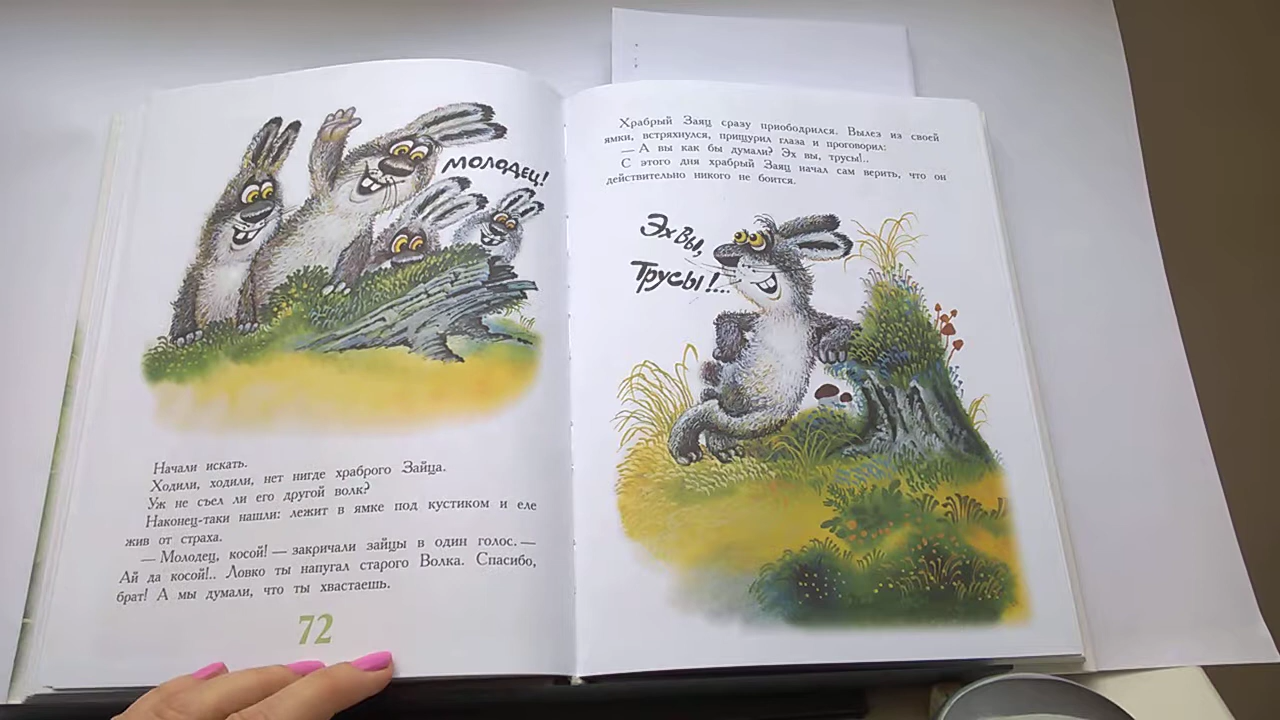 МОЛОДЕЦ!
Начали искать.
Ходили, ходили, нет нигде храброго Зайца.
Уж не съел ли его другой волк?
Наконец-таки нашли: лежит в ямке под кустиком и еле
жив от страха.
— Молодец, косой! — закричали зайцы в один голос. —
Ай да косой!.. Ловко ты напугал старого Волка. Спасибо,
брат! А мы думали, что ты хвастаешь.
72
Храбрый Заяц сразу приободрился. Вылез из своей
ямки, встряхнулся, прищурил глаза и проговорил:
— А вы как бы думали? Эх вы, трусы!..
С этого дня храбрый Заяц начал сам верить, что он
действительно никого не боится.
Эх Вы,
Трусы!..